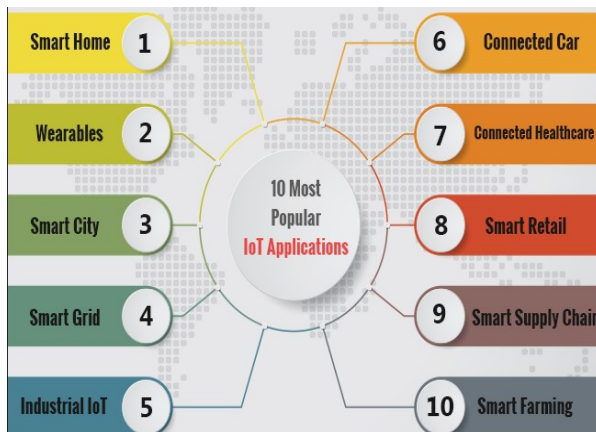 Smart Home 1
Wearables 2
Smart City 3
Smart Grid 4
Industrial IoT 5
10 Most
Popular
IoT Applications
6 Connected Car
7 Connected Healthcare
8 Smart Retail
9 Smart Supply Chain
10 Smart Farming